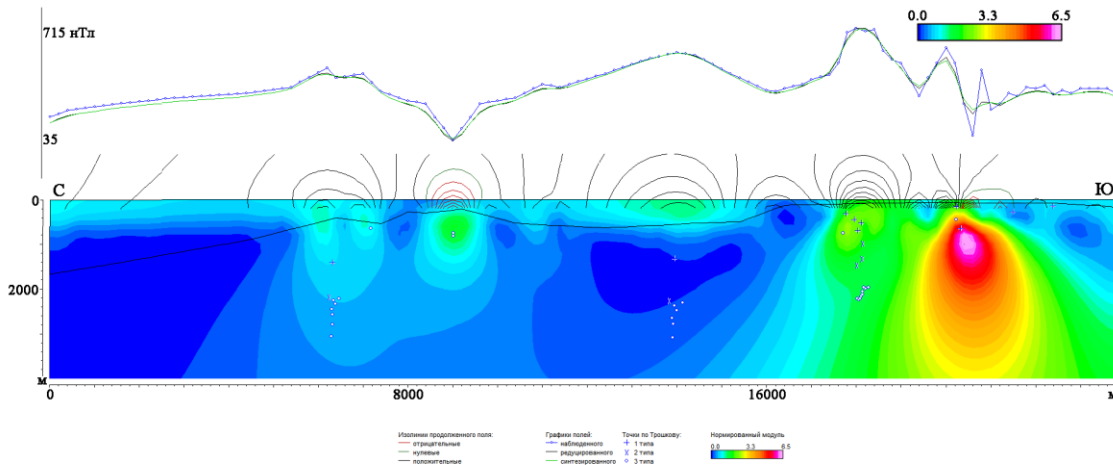 715 нТл
0.0 3.3 6.5
35
С Ю
0
2000
м
0 8000 16000 м
Изолинии продолженного поля: Графики полей: Точки по Трошкову: Нормированный модуль
отрицательные наблюденного 1 типа 0.0 3.3 6.5
нулевые редуцированного 2 типа
положительные синтезированного 3 типа